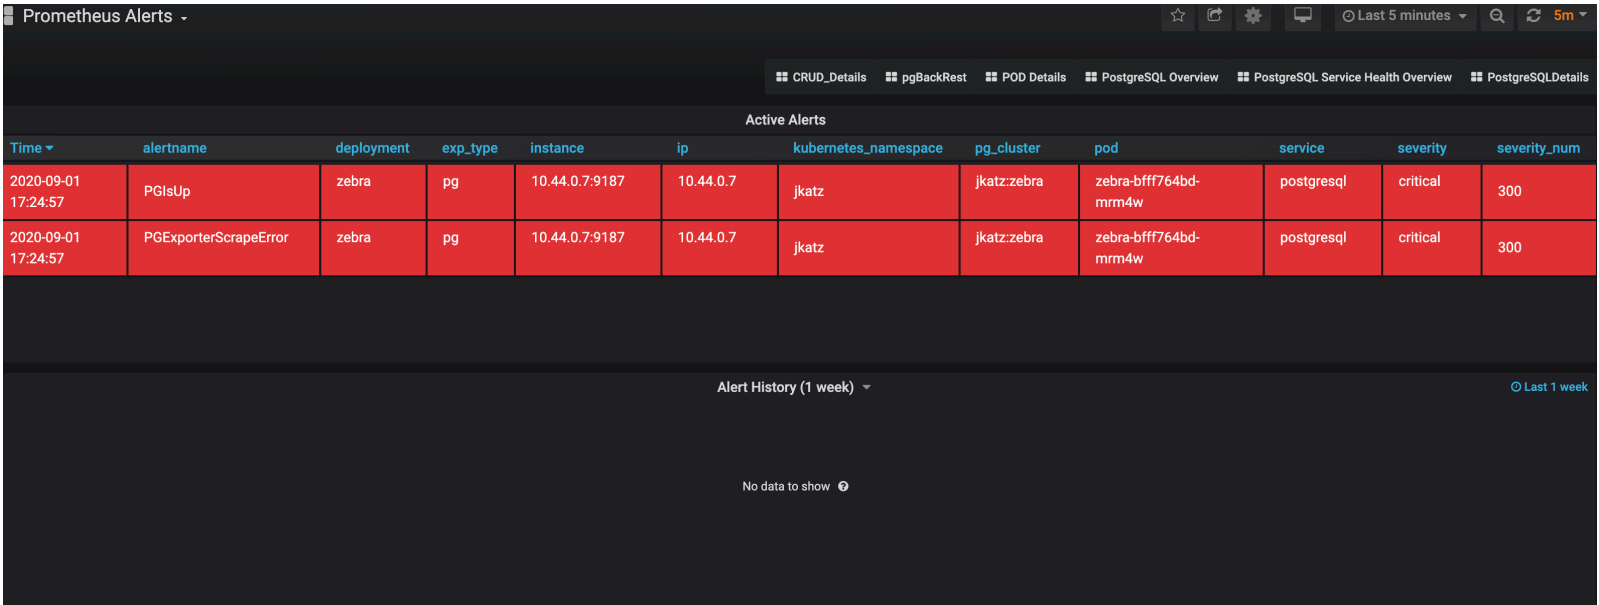 Prometheus Alerts
Last 5 minutes
5m
CRUD_Details pgBackRest POD Details PostgreSQL Overview PostgreSQL Service Health Overview PostgreSQLDetails
Active Alerts
Time alertname deployment exp_type instance ip kubernetes_namespace pg_cluster pod service severity severity_num
2020-09-01 17:24:57 PGIsUp zebra pg 10.44.0.7:9187 10.44.0.7 jkatz jkatz:zebra zebra-bfff764bd-mrm4w postgresql critical 300
2020-09-01 17:24:57 PGExporterScrapeError zebra pg 10.44.0.7:9187 10.44.0.7 jkatz jkatz:zebra zebra-bfff764bd-mrm4w postgresql critical 300
Alert History (1 week)
Last 1 week
No data to show